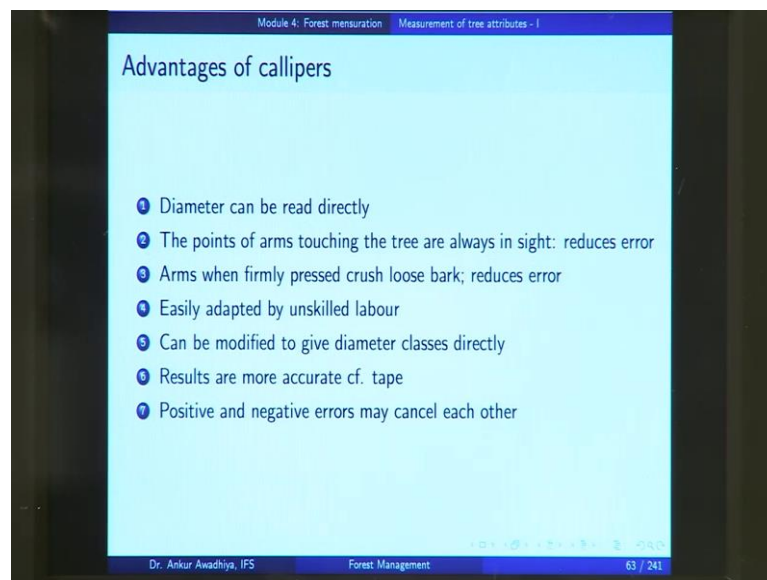 Module 4: Forest mensuration Measurement of tree attributes - I
Advantages of callipers
1 Diameter can be read directly
2 The points of arms touching the tree are always in sight: reduces error
3 Arms when firmly pressed crush loose bark; reduces error
4 Easily adapted by unskilled labour
5 Can be modified to give diameter classes directly
6 Results are more accurate cf. tape
7 Positive and negative errors may cancel each other
Dr. Ankur Awadhiya, IFS Forest Management 63 / 241